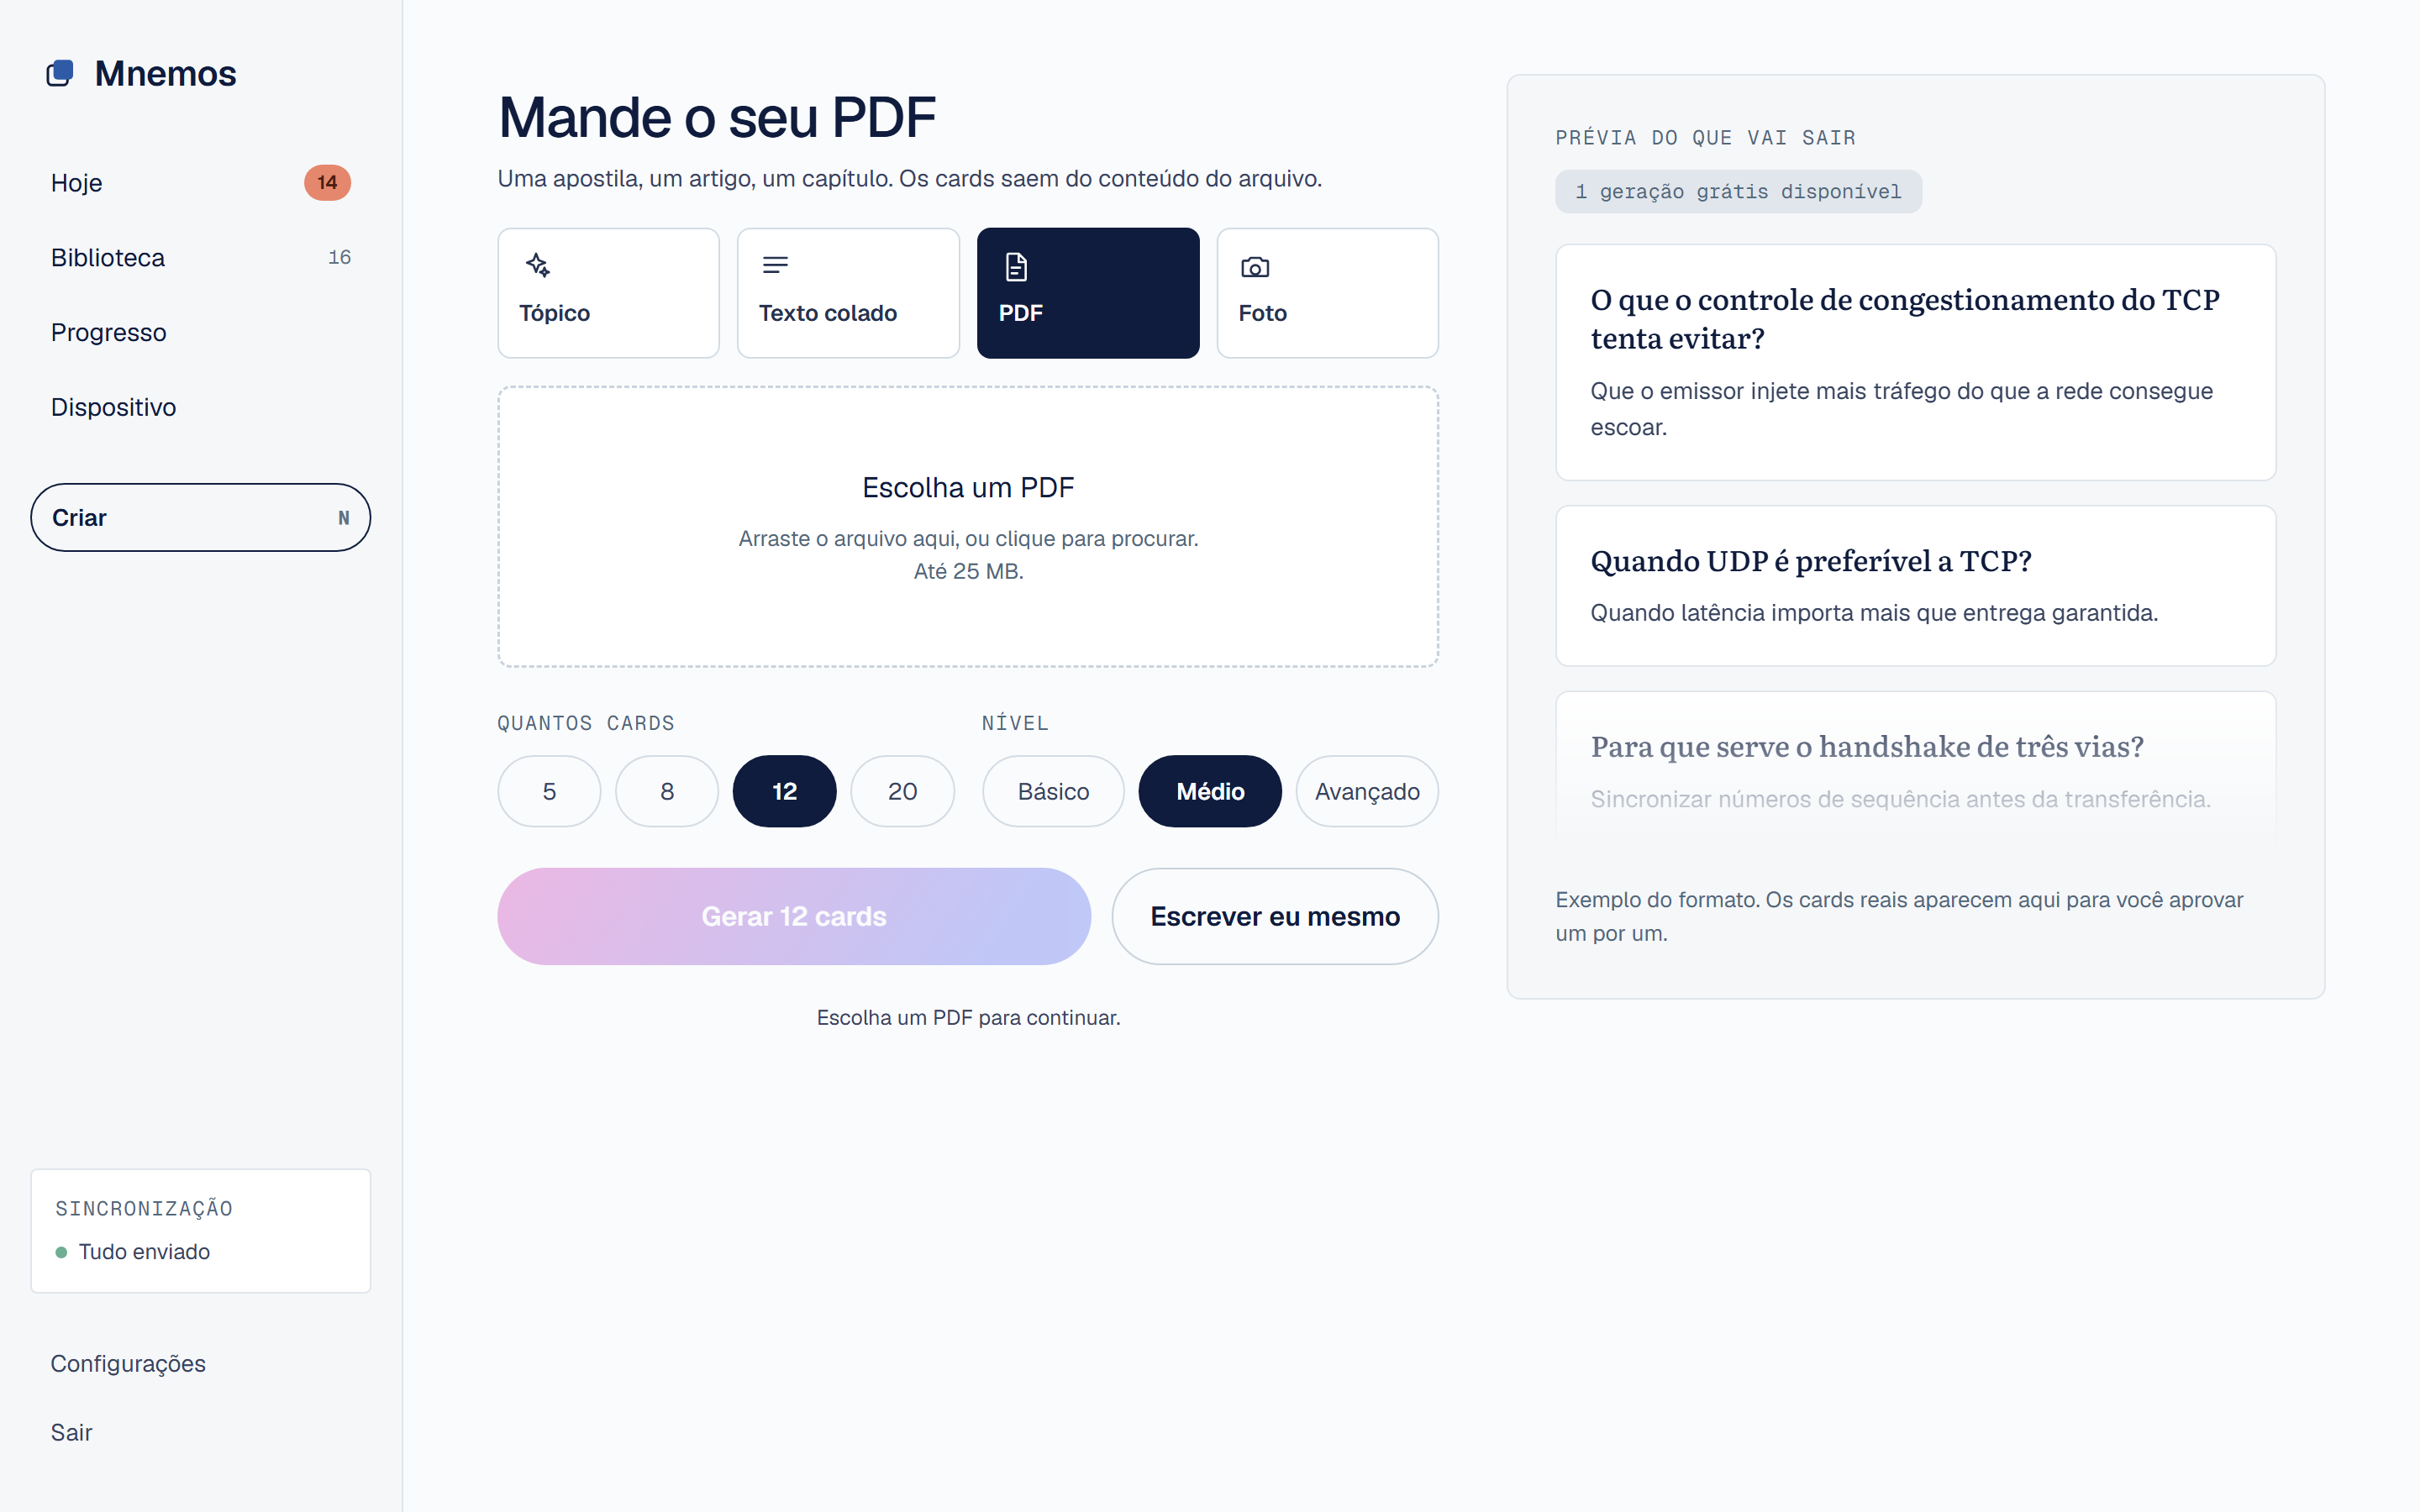 Mnemos
Hoje
14
Biblioteca
16
Progresso
Dispositivo
Criar
N
SINCRONIZAÇÃO
Tudo enviado
Configurações
Sair
Mande o seu PDF
Uma apostila, um artigo, um capítulo. Os cards saem do conteúdo do arquivo.
Tópico
Texto colado
PDF
Foto
Escolha um PDF
Arraste o arquivo aqui, ou clique para procurar.
Até 25 MB.
QUANTOS CARDS
5
8
12
20
NÍVEL
Básico
Médio
Avançado
Gerar 12 cards
Escrever eu mesmo
Escolha um PDF para continuar.
PRÉVIA DO QUE VAI SAIR
1 geração grátis disponível
O que o controle de congestionamento do TCP
tenta evitar?
Que o emissor injete mais tráfego do que a rede consegue
escoar.
Quando UDP é preferível a TCP?
Quando latência importa mais que entrega garantida.
Para que serve o handshake de três vias?
Sincronizar números de sequência antes da transferência.
Exemplo do formato. Os cards reais aparecem aqui para você aprovar
um por um.